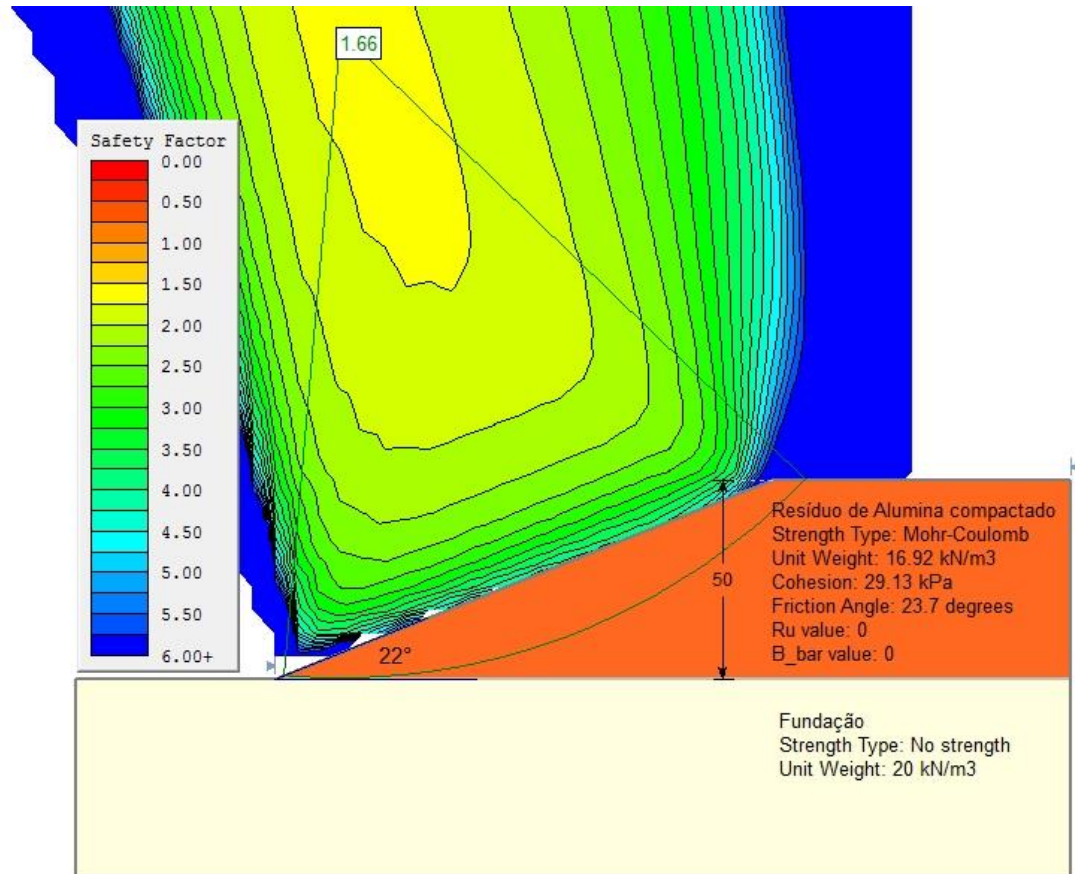 1.66
Safety Factor
0.00
0.50
1.00
1.50
2.00
2.50
3.00
3.50
4.00
4.50
5.00
5.50
6.00+
Resíduo de Alumina compactado
Strength Type: Mohr-Coulomb
Unit Weight: 16.92 kN/m3
Cohesion: 29.13 kPa
Friction Angle: 23.7 degrees
Ru value: 0
B_bar value: 0
50
22°
Fundação
Strength Type: No strength
Unit Weight: 20 kN/m3